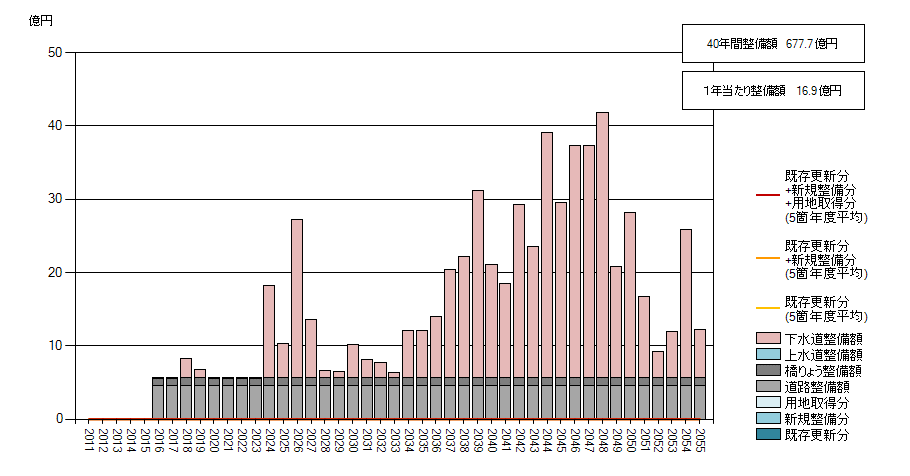 億円
40年間整備額 677.7億円
1年当たり整備額 16.9億円
50
40
30
20
10
0
既存更新分
+新規整備分
+用地取得分
(5箇年度平均)
既存更新分
+新規整備分
(5箇年度平均)
既存更新分
(5箇年度平均)
下水道整備額
上水道整備額
橋りょう整備額
道路整備額
用地取得分
新規整備分
既存更新分
2011
2012
2013
2014
2015
2016
2017
2018
2019
2020
2021
2022
2023
2024
2025
2026
2027
2028
2029
2030
2031
2032
2033
2034
2035
2036
2037
2038
2039
2040
2041
2042
2043
2044
2045
2046
2047
2048
2049
2050
2051
2052
2053
2054
2055